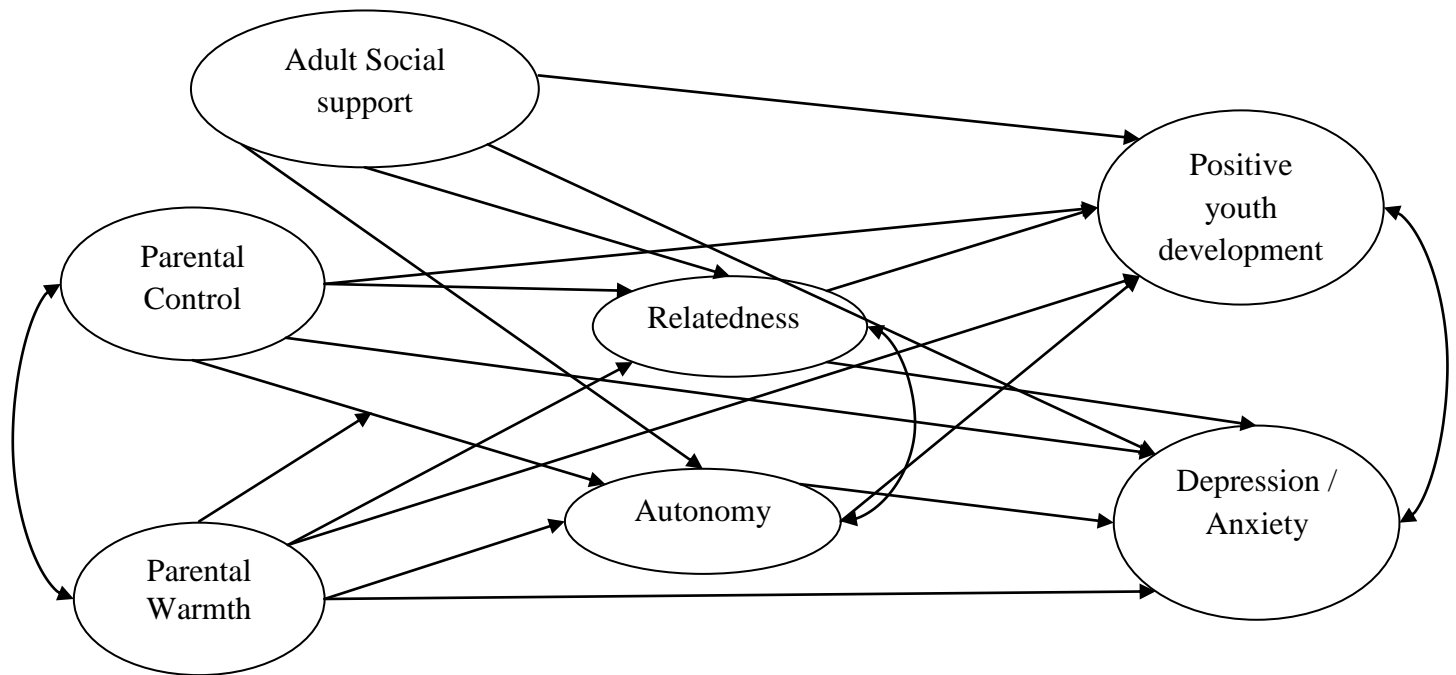 Adult Social
support
Positive
youth
development
Parental
Control
Relatedness
Depression /
Anxiety
Autonomy
Parental
Warmth